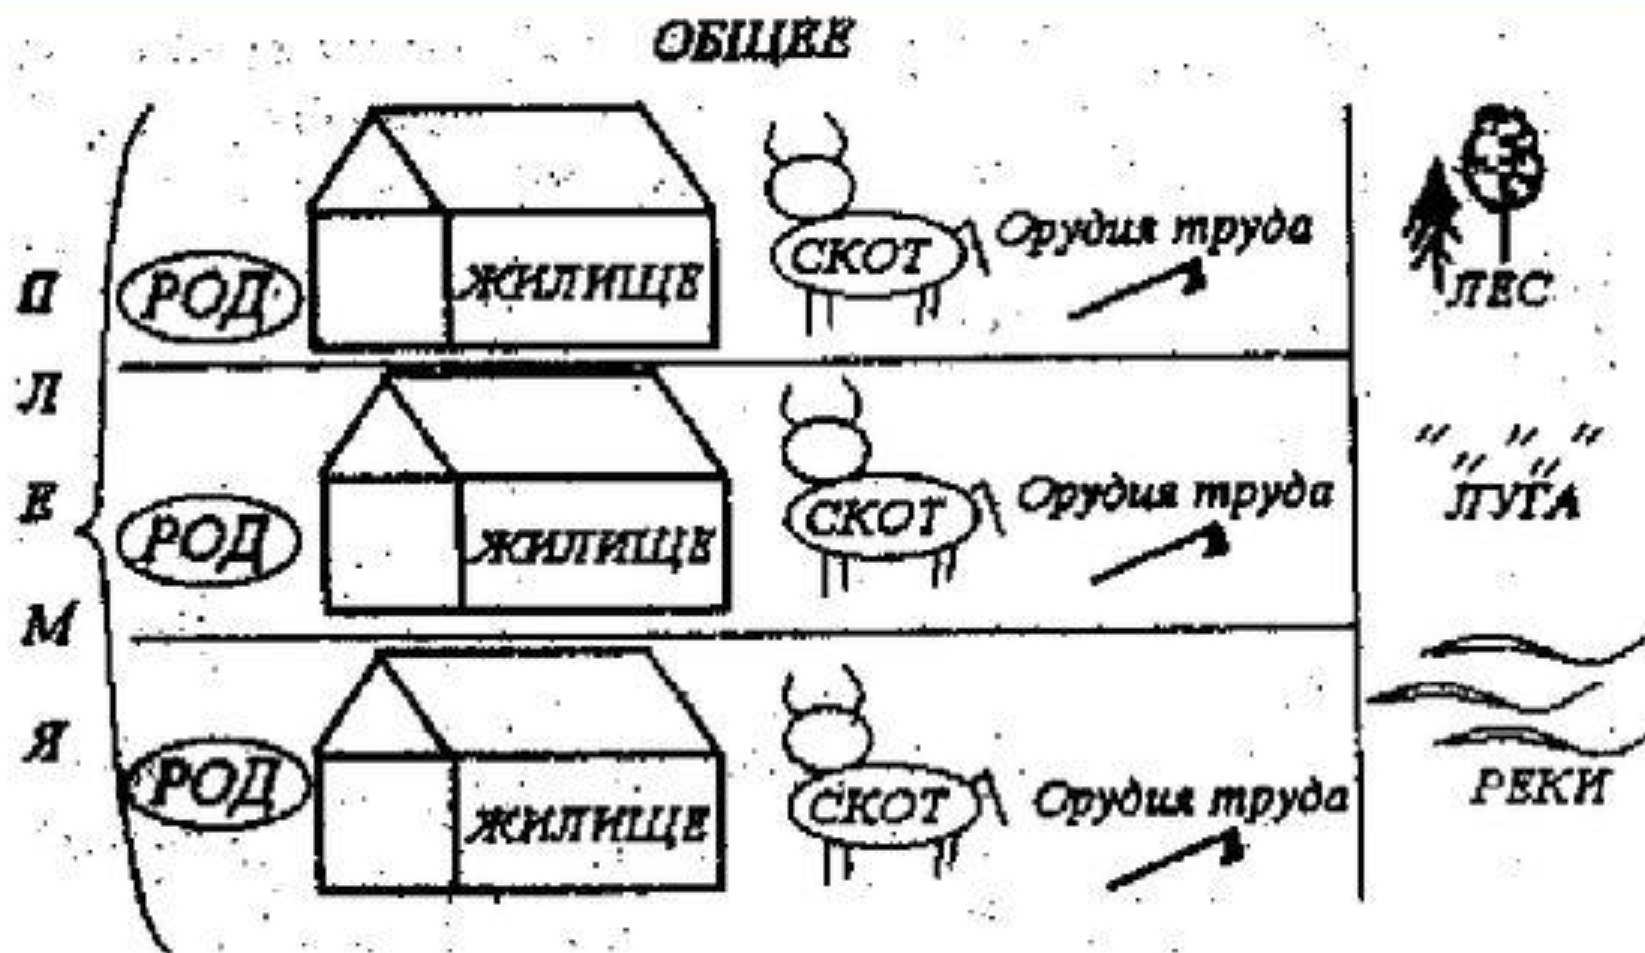 ОБЩЕЕ
ПЛЕМЯ
РОД ЖИЛИЩЕ СКОТ Орудия труда
РОД ЖИЛИЩЕ СКОТ Орудия труда
РОД ЖИЛИЩЕ СКОТ Орудия труда
ЛЕС
ЛУГА
РЕКИ